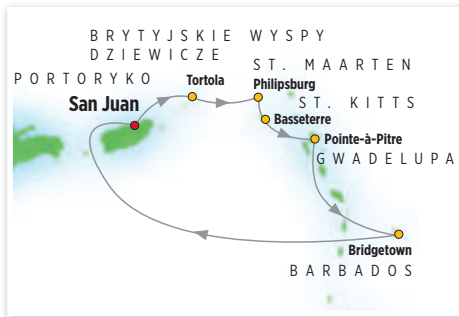 BRYTYJSKIE WYSPY
DZIEWICZE
ST. MAARTEN
PORTORYKO
Tortola
Philipsburg
San Juan
ST. KITTS
Basseterre
Pointe-à-Pitre
GWADELUPA
Bridgetown
BARBADOS